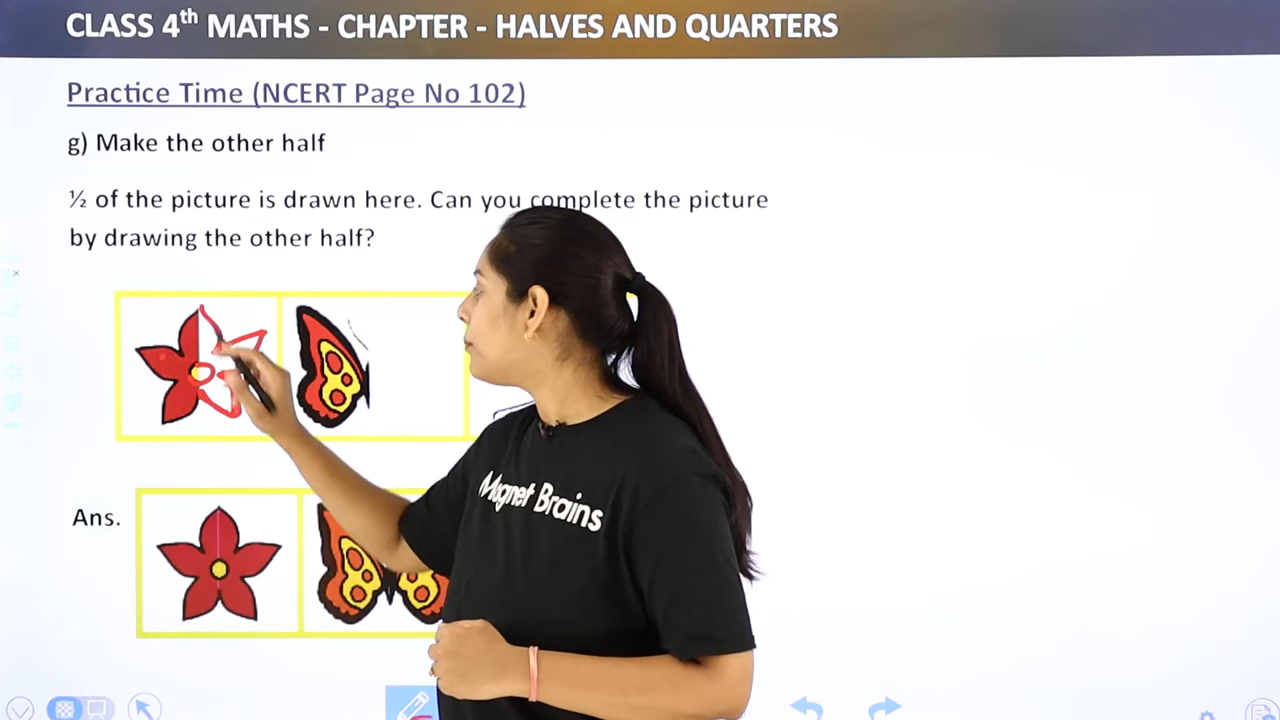 CLASS 4th MATHS - CHAPTER - HALVES AND QUARTERS
Practice Time (NCERT Page No 102)
g) Make the other half
½ of the picture is drawn here. Can you complete the picture
by drawing the other half?
Magnet Brains
Ans.